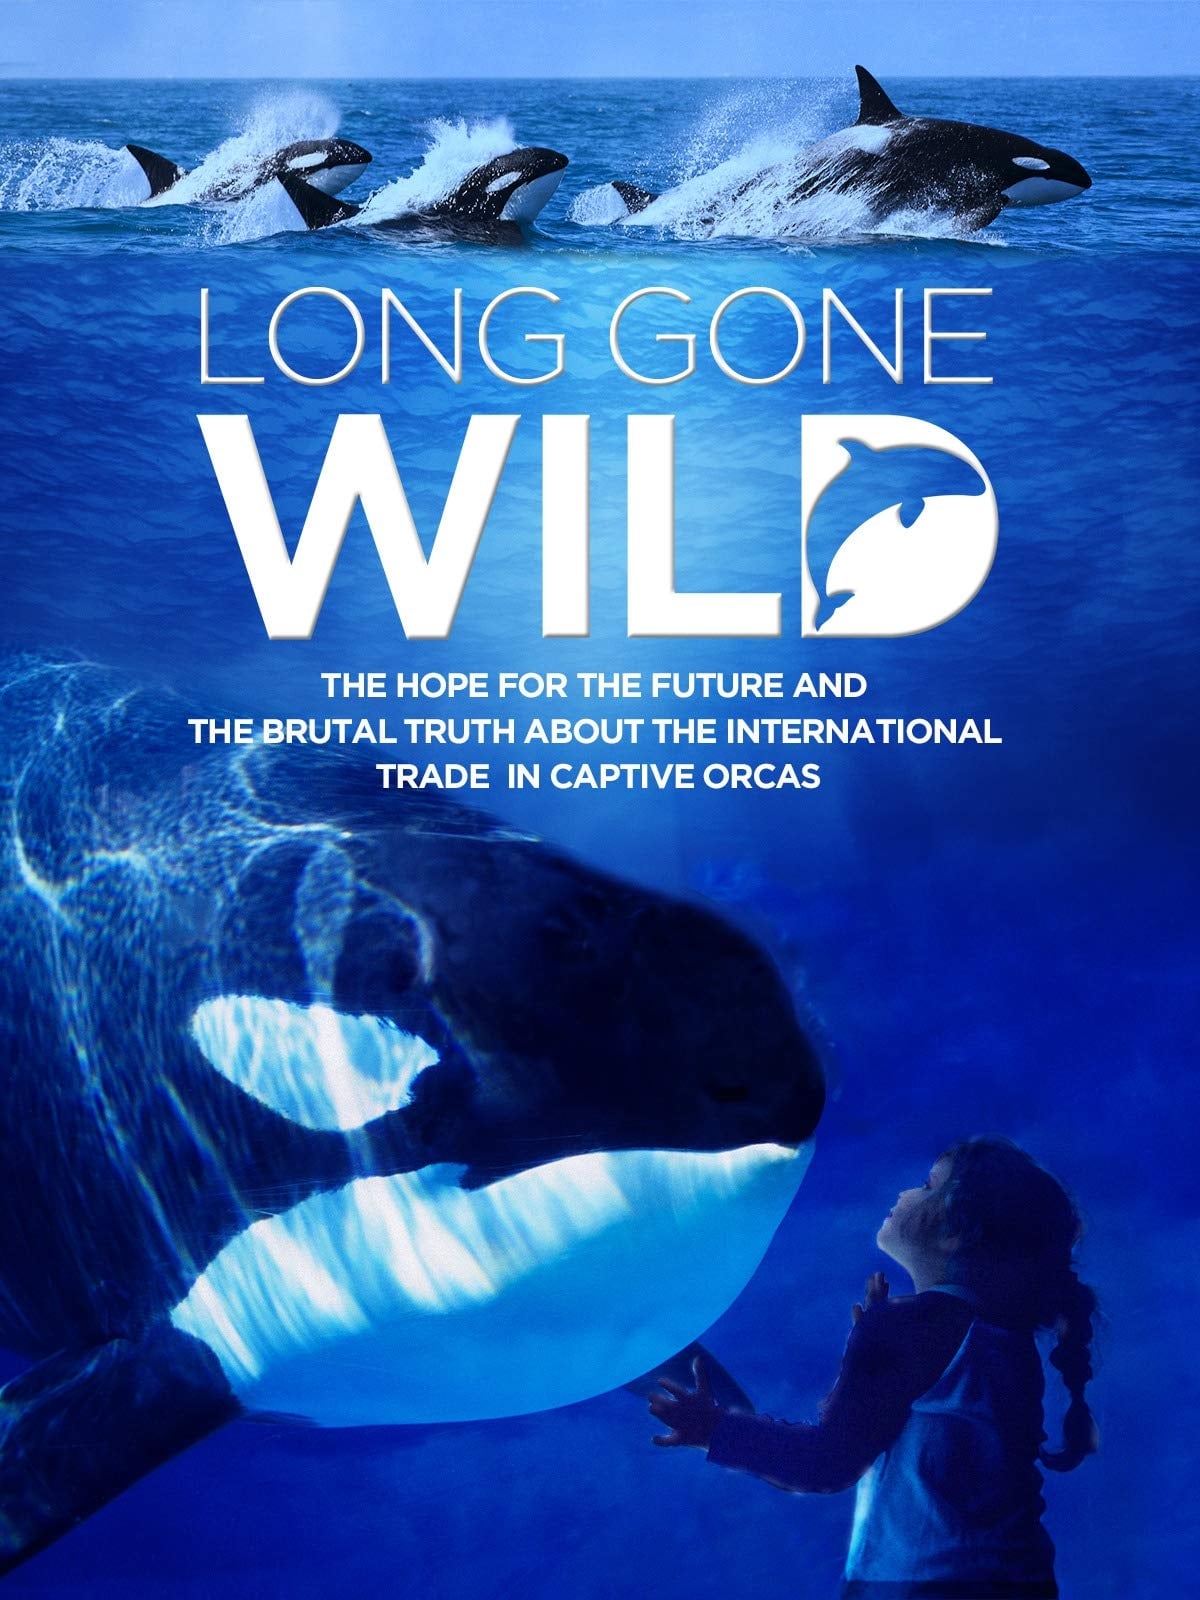 LONG GONE
WILD
THE HOPE FOR THE FUTURE AND
THE BRUTAL TRUTH ABOUT THE INTERNATIONAL
TRADE IN CAPTIVE ORCAS